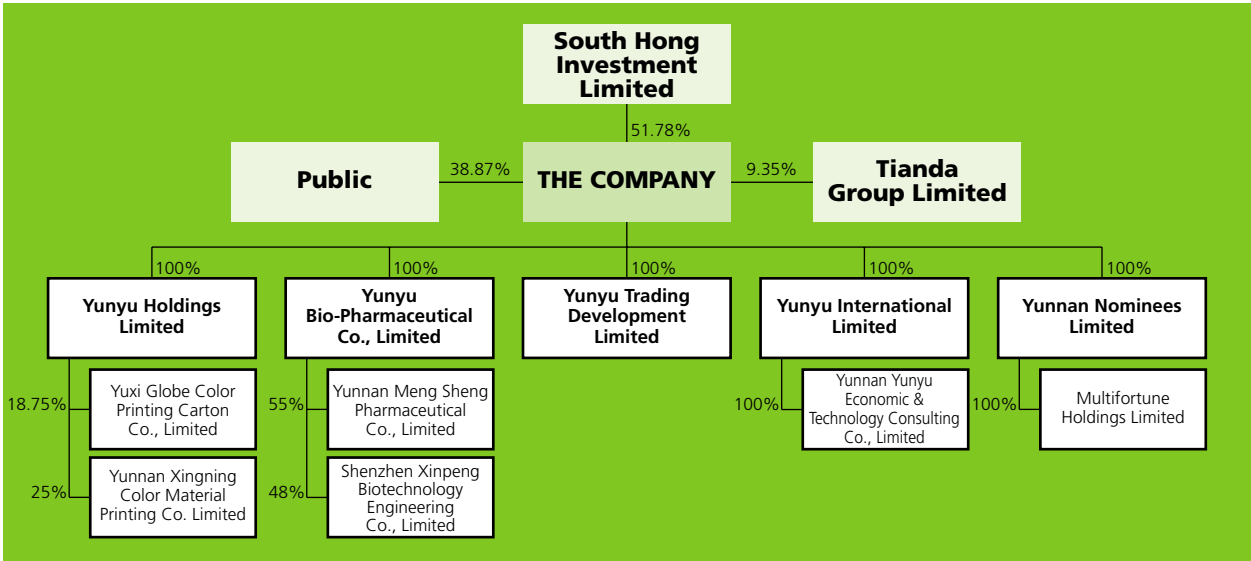 South Hong
Investment
Limited
51.78%
Public
38.87%
THE COMPANY
9.35%
Tianda
Group Limited
100%
100%
100%
100%
100%
Yunyu Holdings
Limited
Yunyu
Bio-Pharmaceutical
Co., Limited
Yunyu Trading
Development
Limited
Yunyu International
Limited
Yunnan Nominees
Limited
18.75%
Yuxi Globe Color
Printing Carton
Co., Limited
55%
Yunnan Meng Sheng
Pharmaceutical
Co., Limited
100%
Yunnan Yunyu
Economic &
Technology Consulting
Co., Limited
100%
Multifortune
Holdings Limited
25%
Yunnan Xingning
Color Material
Printing Co. Limited
48%
Shenzhen Xinpeng
Biotechnology
Engineering
Co., Limited